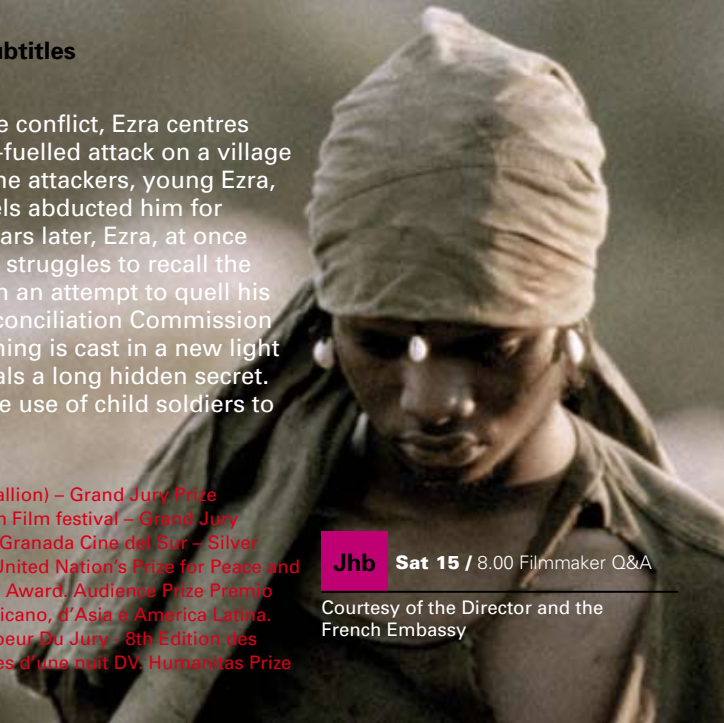 btitles
e conflict, Ezra centres
-fuelled attack on a village
ne attackers, young Ezra,
els abducted him for
ars later, Ezra, at once
struggles to recall the
n an attempt to quell his
conciliation Commission
ning is cast in a new light
als a long hidden secret.
e use of child soldiers to
allion) – Grand Jury Prize
n Film festival – Grand Jury
Granada Cine del Sur – Silver
United Nation's Prize for Peace and
Award. Audience Prize Premio
icano, d'Asia e America Latina.
oeur Du Jury - 8th Edition des
es d'une nuit DV. Humanitas Prize
Jhb Sat 15 / 8.00 Filmmaker Q&A
Courtesy of the Director and the
French Embassy